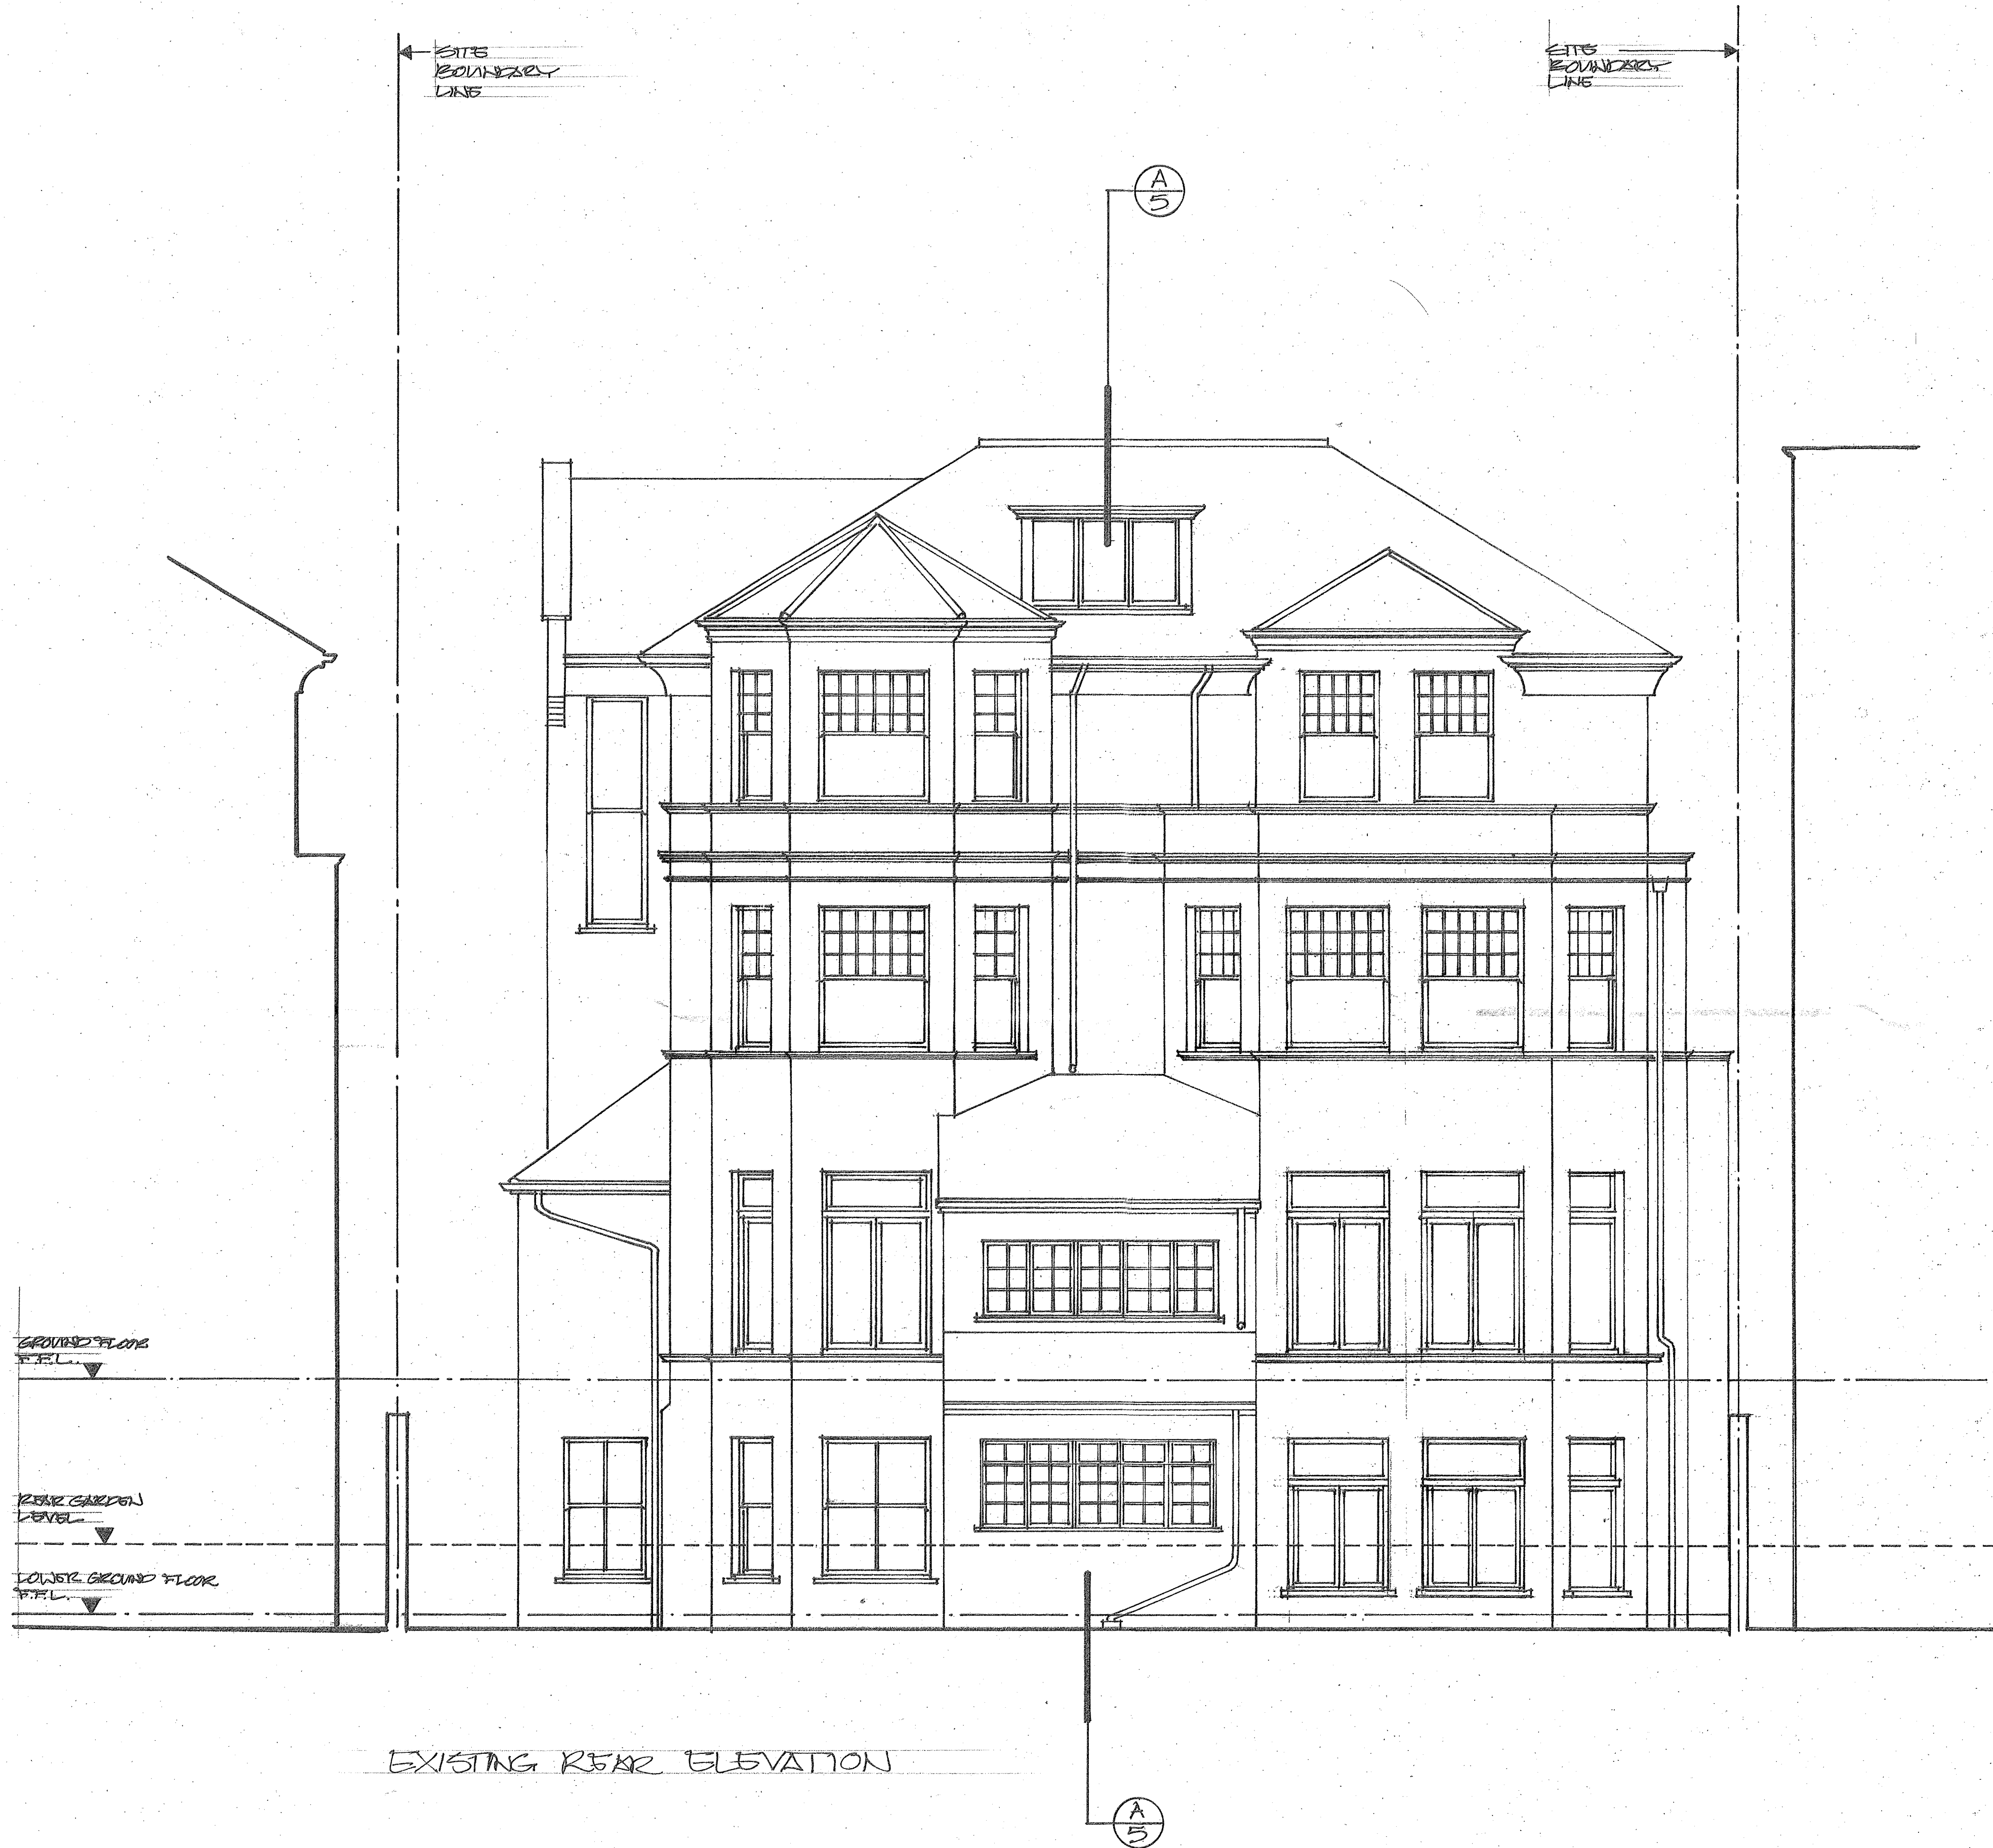 SITE
BOUNDARY
LINE
SITE
BOUNDARY
LINE
A
5
GROUND FLOOR
F.F.L.
REAR GARDEN
LEVEL
LOWER GROUND FLOOR
F.F.L.
EXISTING REAR ELEVATION
A
5